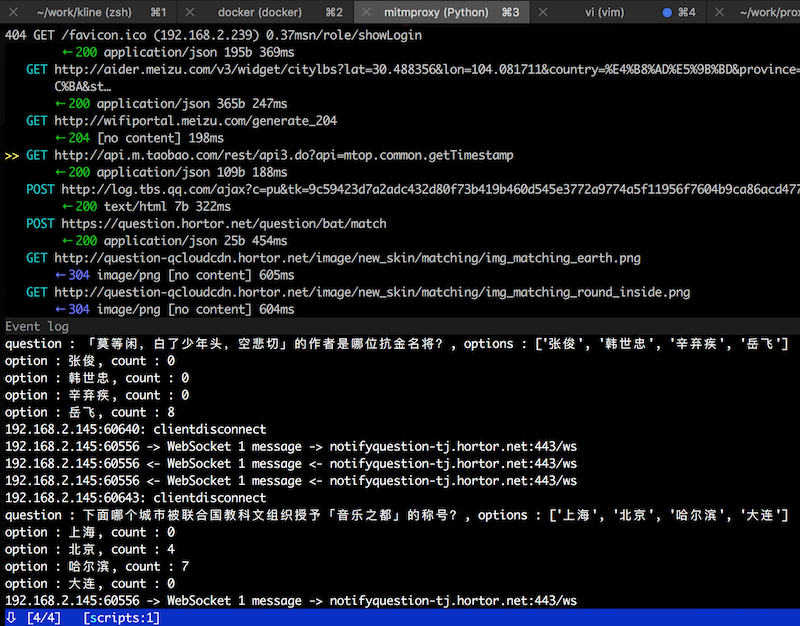 ~/work/kline (zsh) ⌘1 docker (docker) ⌘2 mitmproxy (Python) ⌘3 vi (vim) ⌘4 ~/work/prox
404 GET /favicon.ico (192.168.2.239) 0.37msn/role/showLogin
←200 application/json 195b 369ms
GET http://aider.meizu.com/v3/widget/citylbs?lat=30.488356&lon=104.081711&country=%E4%B8%AD%E5%9B%BD&province=
C%BA&st…
←200 application/json 365b 247ms
GET http://wifiportal.meizu.com/generate_204
←204 [no content] 198ms
>> GET http://api.m.taobao.com/rest/api3.do?api=mtop.common.getTimestamp
←200 application/json 109b 188ms
POST http://log.tbs.qq.com/ajax?c=pu&tk=9c59423d7a2adc432d80f73b419b460d545e3772a9774a5f11956f7604b9ca86acd477
←200 text/html 7b 322ms
POST https://question.hortor.net/question/bat/match
←200 application/json 25b 454ms
GET http://question-qcloudcdn.hortor.net/image/new_skin/matching/img_matching_earth.png
←304 image/png [no content] 605ms
GET http://question-qcloudcdn.hortor.net/image/new_skin/matching/img_matching_round_inside.png
←304 image/png [no content] 604ms
Event log
question : 「莫等闲，白了少年头，空悲切」的作者是哪位抗金名将？, options : ['张俊', '韩世忠', '辛弃疾', '岳飞']
option : 张俊, count : 0
option : 韩世忠, count : 0
option : 辛弃疾, count : 0
option : 岳飞, count : 8
192.168.2.145:60640: clientdisconnect
192.168.2.145:60556 -> WebSocket 1 message -> notifyquestion-tj.hortor.net:443/ws
192.168.2.145:60556 <- WebSocket 1 message <- notifyquestion-tj.hortor.net:443/ws
192.168.2.145:60556 <- WebSocket 1 message <- notifyquestion-tj.hortor.net:443/ws
192.168.2.145:60643: clientdisconnect
question : 下面哪个城市被联合国教科文组织授予「音乐之都」的称号？, options : ['上海', '北京', '哈尔滨', '大连']
option : 上海, count : 0
option : 北京, count : 4
option : 哈尔滨, count : 7
option : 大连, count : 0
192.168.2.145:60556 -> WebSocket 1 message -> notifyquestion-tj.hortor.net:443/ws
⇩ [4/4] [scripts:1]